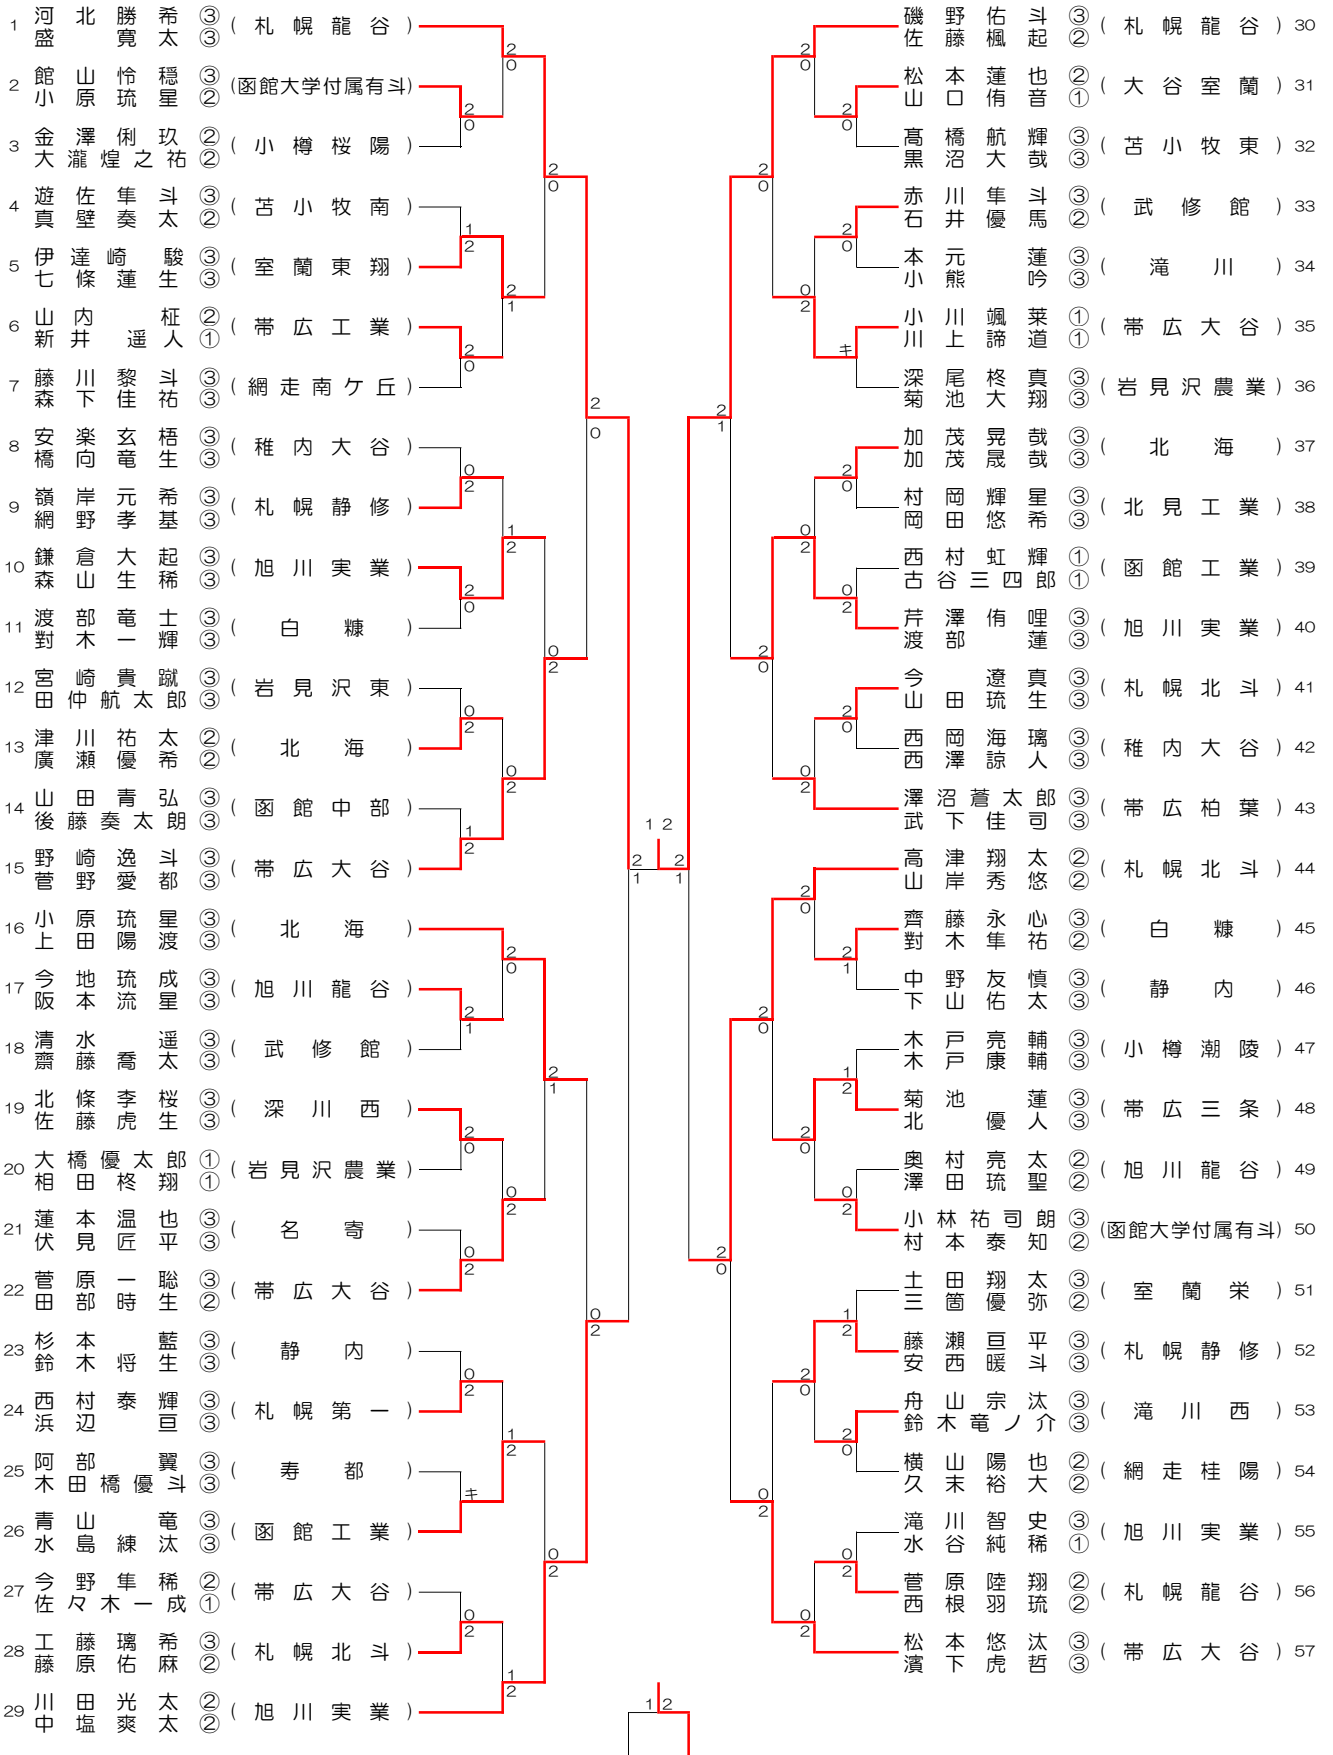 1 河北勝希 ③ (札幌龍谷)
盛寛太 ③
2 館山怜穏 ③ (函館大学付属有斗)
小原琉星 ②
3 金澤俐玖 ② (小樽桜陽)
大瀧煌之祐 ②
4 遊佐隼斗 ③ (苫小牧南)
真壁奏太 ②
5 伊達崎駿 ③ (室蘭東翔)
七條蓮生 ③
6 山内柾 ② (帯広工業)
新井遥人 ①
7 藤川黎斗 ③ (網走南ケ丘)
森下佳祐 ③
8 安楽玄梧 ③ (稚内大谷)
橋向竜生 ③
9 嶺岸元希 ③ (札幌静修)
網野孝基 ③
10 鎌倉大起 ③ (旭川実業)
森山生稀 ③
11 渡部竜士 ③ (白糠)
對木一輝 ③
12 宮崎貴蹴 ③ (岩見沢東)
田仲航太郎 ③
13 津川祐太 ② (北海)
廣瀬優希 ②
14 山田青弘 ③ (函館中部)
後藤奏太朗 ③
15 野崎逸斗 ③ (帯広大谷)
菅野愛都 ③
16 小原琉星 ③ (北海)
上田陽渡 ③
17 今地琉成 ③ (旭川龍谷)
阪本流星 ③
18 清水遥 ③ (武修館)
齋藤喬太 ③
19 北條李桜 ③ (深川西)
佐藤虎生 ③
20 大橋優太郎 ① (岩見沢農業)
相田柊翔 ①
21 蓮本温也 ③ (名寄)
伏見匠平 ③
22 菅原一聡 ③ (帯広大谷)
田部時生 ②
23 杉本藍 ③ (静内)
鈴木将生 ③
24 西村泰輝 ③ (札幌第一)
浜辺亘 ③
25 阿部翼 ③ (寿都)
木田橋優斗 ③
26 青山竜 ③ (函館工業)
水島練汰 ③
27 今野隼稀 ② (帯広大谷)
佐々木一成 ①
28 工藤璃希 ③ (札幌北斗)
藤原佑麻 ②
29 川田光太 ② (旭川実業)
中塩爽太 ②
磯野佑斗 ③ (札幌龍谷) 30
佐藤楓起 ②
松本蓮也 ② (大谷室蘭) 31
山口侑音 ①
髙橋航輝 ③ (苫小牧東) 32
黒沼大哉 ③
赤川隼斗 ③ (武修館) 33
石井優馬 ②
本元蓮 ③ (滝川) 34
小熊吟 ③
小川颯菜 ① (帯広大谷) 35
川上諦道 ①
深尾柊真 ③ (岩見沢農業) 36
菊池大翔 ③
加茂晃哉 ③ (北海) 37
加茂晟哉 ③
村岡輝星 ③ (北見工業) 38
岡田悠希 ③
西村虹輝 ① (函館工業) 39
古谷三四郎 ①
芹澤侑哩 ③ (旭川実業) 40
渡部蓮 ③
今遼真 ③ (札幌北斗) 41
山田琉生 ③
西岡海璃 ③ (稚内大谷) 42
西澤諒人 ③
澤沼蒼太郎 ③ (帯広柏葉) 43
武下佳司 ③
高津翔太 ② (札幌北斗) 44
山岸秀悠 ②
齊藤永心 ③ (白糠) 45
對木隼祐 ②
中野友慎 ③ (静内) 46
下山佑太 ③
木戸亮輔 ③ (小樽潮陵) 47
木戸康輔 ③
菊池蓮 ③ (帯広三条) 48
北優人 ③
奥村亮太 ② (旭川龍谷) 49
澤田琉聖 ②
小林祐司朗 ③ (函館大学付属有斗) 50
村本泰知 ②
土田翔太 ③ (室蘭栄) 51
三箇優弥 ②
藤瀬亘平 ③ (札幌静修) 52
安西暖斗 ③
舟山宗汰 ③ (滝川西) 53
鈴木竜ノ介 ③
横山陽也 ② (網走桂陽) 54
久末裕大 ②
滝川智史 ③ (旭川実業) 55
水谷純稀 ①
菅原陸翔 ② (札幌龍谷) 56
西根羽琉 ②
松本悠汰 ③ (帯広大谷) 57
濱下虎哲 ③
1 2
2 2
1 1
1 2